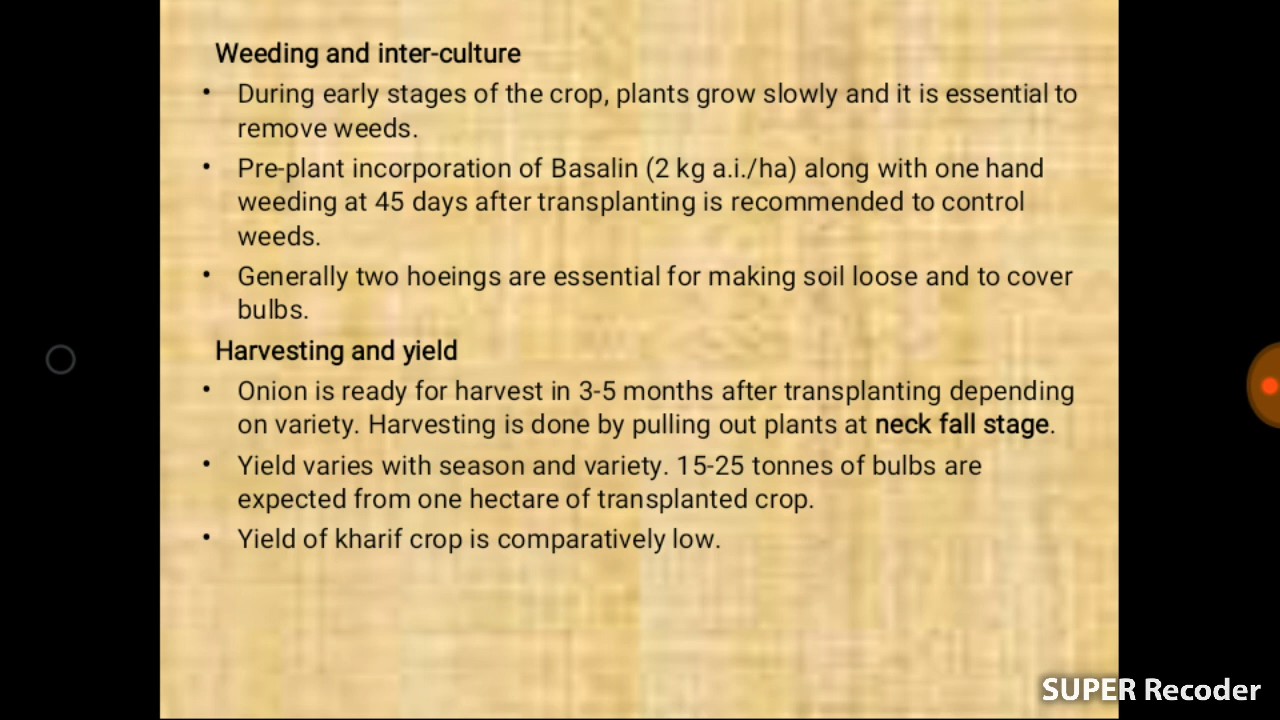 Weeding and inter-culture
• During early stages of the crop, plants grow slowly and it is essential to
remove weeds.
• Pre-plant incorporation of Basalin (2 kg a.i./ha) along with one hand
weeding at 45 days after transplanting is recommended to control
weeds.
• Generally two hoeings are essential for making soil loose and to cover
bulbs.
Harvesting and yield
• Onion is ready for harvest in 3-5 months after transplanting depending
on variety. Harvesting is done by pulling out plants at neck fall stage.
• Yield varies with season and variety. 15-25 tonnes of bulbs are
expected from one hectare of transplanted crop.
• Yield of kharif crop is comparatively low.
SUPER Recoder